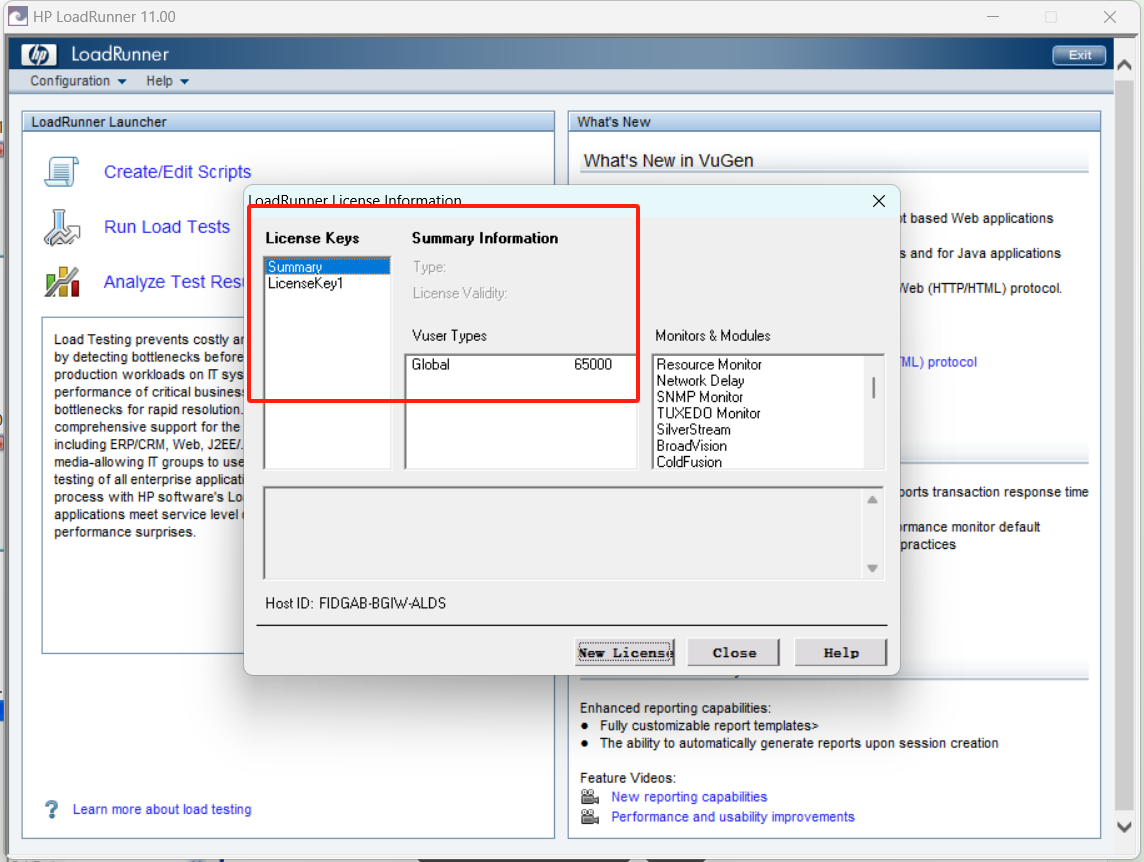 HP LoadRunner 11.00
hp LoadRunner
Exit
Configuration Help
LoadRunner Launcher
Create/Edit Scripts
Run Load Tests
Analyze Test Resu
Load Testing prevents costly
by detecting bottlenecks before
production workloads on IT sys
performance of critical business
bottlenecks for rapid resolution.
comprehensive support for the
including ERP/CRM, Web, J2EE/.
media-allowing IT groups to use
testing of all enterprise applicati
process with HP software's Lo
applications meet service level
performance surprises.
? Learn more about load testing
What's New
What's New in VuGen
based Web applications
s and for Java applications
Web (HTTP/HTML) protocol.
ML) protocol
ports transaction response time
rmance monitor default
practices
Enhanced reporting capabilities:
● Fully customizable report templates>
● The ability to automatically generate reports upon session creation
Feature Videos:
New reporting capabilities
Performance and usability improvements
LoadRunner License Information
License Keys
Summary
LicenseKey1
Summary Information
Type:
License Validity:
Vuser Types
Global 65000
Monitors & Modules
Resource Monitor
Network Delay
SNMP Monitor
TUXEDO Monitor
SilverStream
BroadVision
ColdFusion
Host ID: FIDGAB-BGIW-ALDS
New License
Close
Help